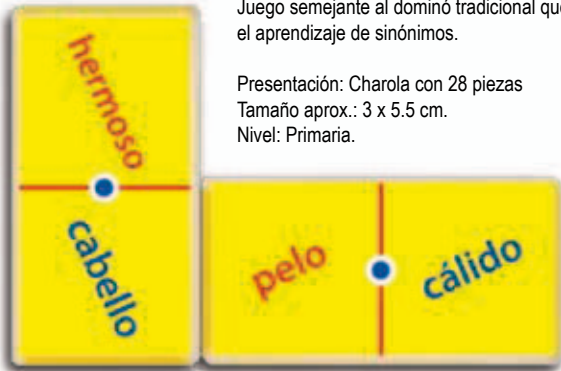 Juego semejante al dominó tradicional que
el aprendizaje de sinónimos.
Presentación: Charola con 28 piezas
Tamaño aprox.: 3 x 5.5 cm.
Nivel: Primaria.
hermoso
cabello
pelo
cálido